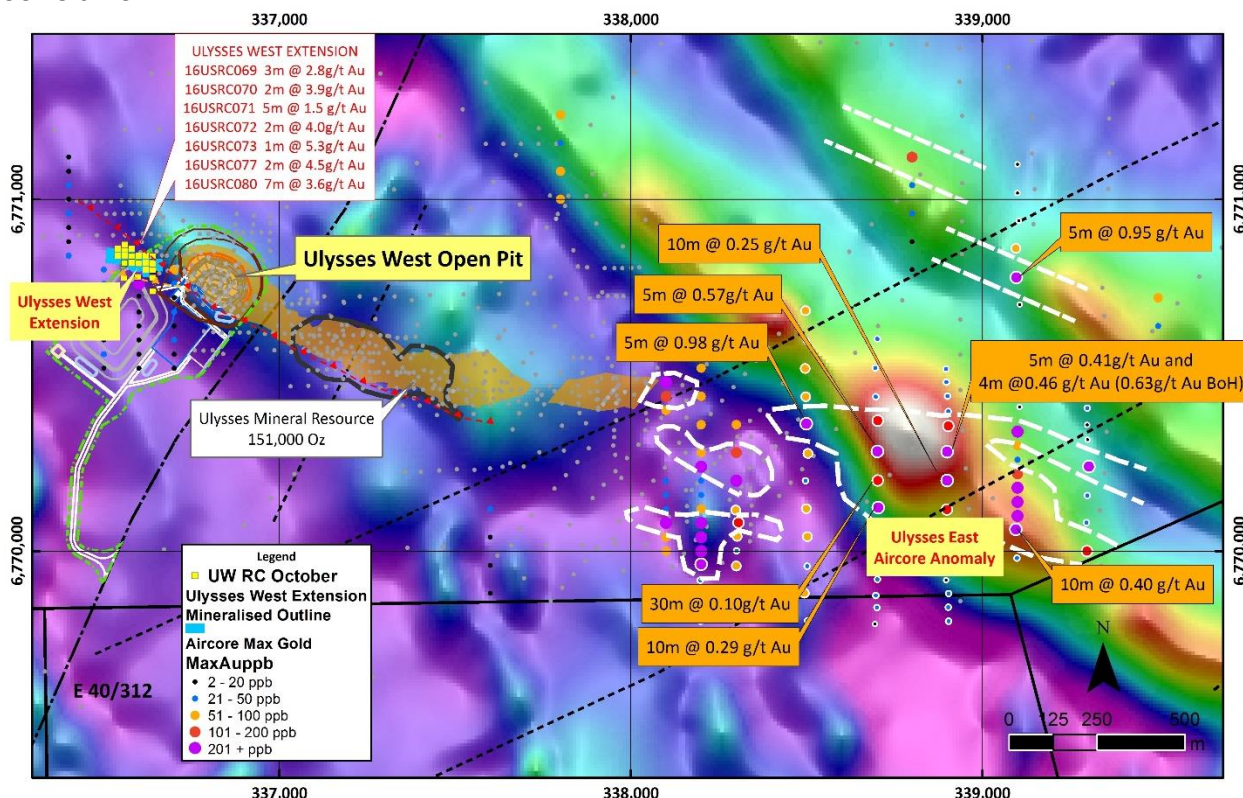 337,000
338,000
339,000
ULYSSES WEST EXTENSION
16USRC069 3m @ 2.8g/t Au
16USRC070 2m @ 3.9g/t Au
16USRC071 5m @ 1.5 g/t Au
16USRC072 2m @ 4.0g/t Au
16USRC073 1m @ 5.3g/t Au
16USRC077 2m @ 4.5g/t Au
16USRC080 7m @ 3.6g/t Au
6,771,000
6,771,000
5m @ 0.95 g/t Au
10m @ 0.25 g/t Au
Ulysses West Open Pit
5m @ 0.57g/t Au
Ulysses West
Extension
5m @ 0.98 g/t Au
5m @ 0.41g/t Au and
4m @0.46 g/t Au (0.63g/t Au BoH)
Ulysses Mineral Resource
151,000 Oz
6,770,000
6,770,000
Ulysses East
Aircore Anomaly
30m @ 0.10g/t Au
10m @ 0.40 g/t Au
10m @ 0.29 g/t Au
Legend
UW RC October
Ulysses West Extension
Mineralised Outline
Aircore Max Gold
MaxAuppb
2 - 20 ppb
21 - 50 ppb
51 - 100 ppb
101 - 200 ppb
201 + ppb
E 40/312
N
0 125 250 500
m
337,000
338,000
339,000